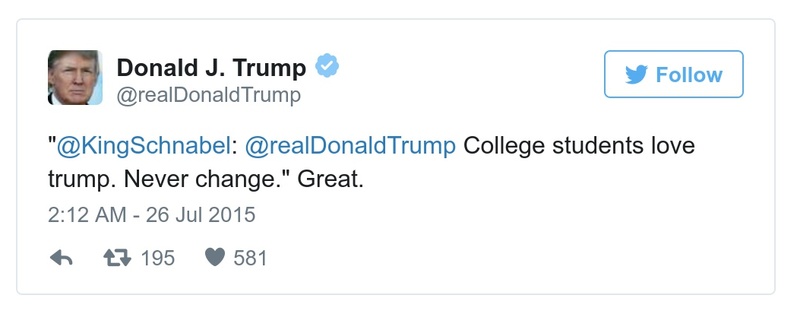 Donald J. Trump
@realDonaldTrump
Follow
"@KingSchnabel: @realDonaldTrump College students love
trump. Never change." Great.
2:12 AM - 26 Jul 2015
195 581